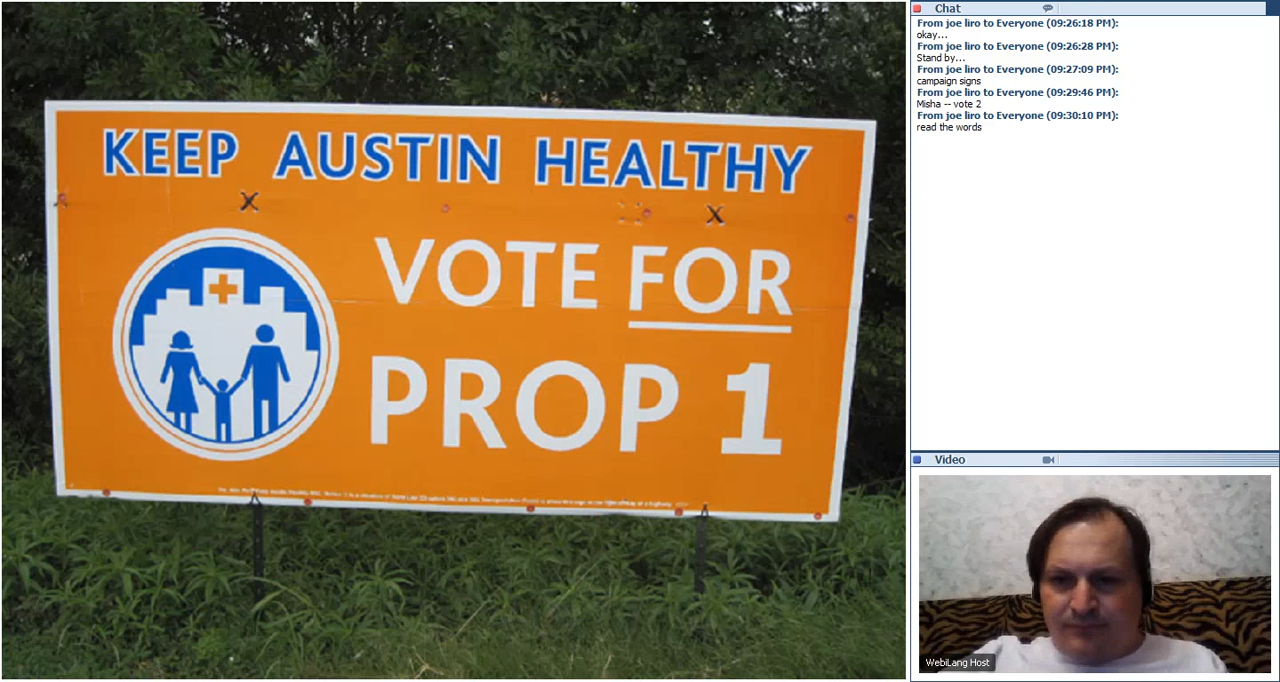 KEEP AUSTIN HEALTHY
VOTE FOR
PROP 1
Chat
From joe liro to Everyone (09:26:18 PM):
okay...
From joe liro to Everyone (09:26:28 PM):
Stand by...
From joe liro to Everyone (09:27:09 PM):
campaign signs
From joe liro to Everyone (09:29:46 PM):
Misha -- vote 2
From joe liro to Everyone (09:30:10 PM):
read the words
Video
WebiLang Host